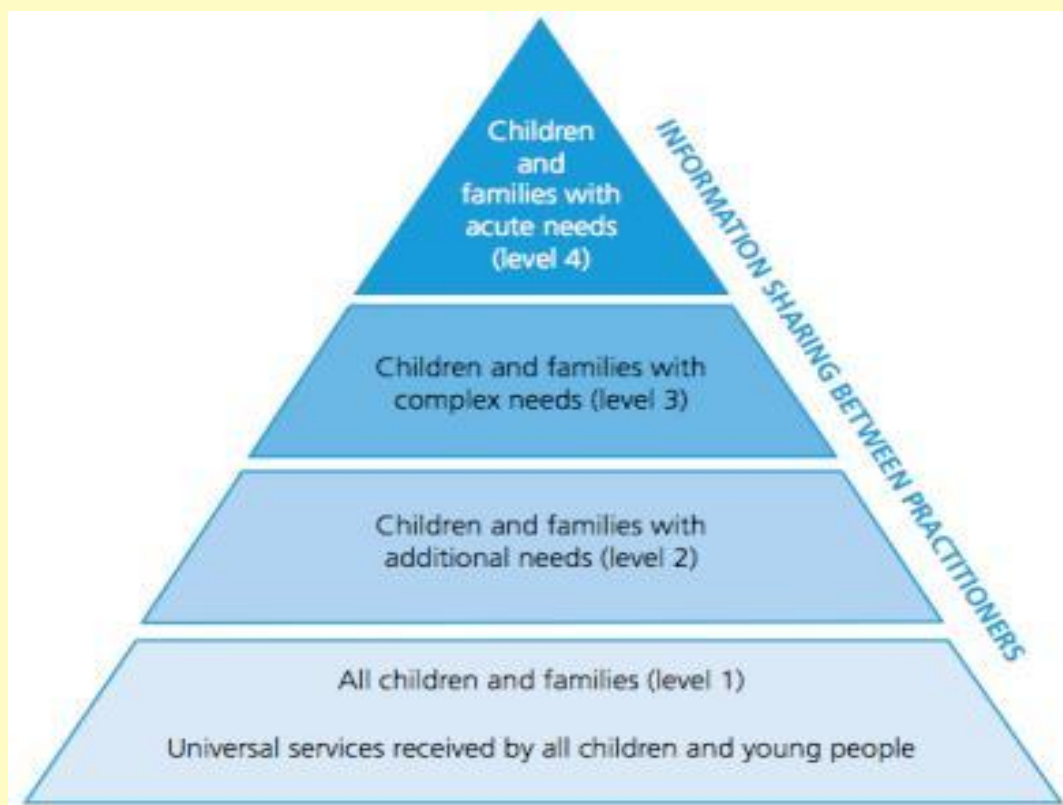 Children
and
families with
acute needs
(level 4)
INFORMATION SHARING BETWEEN PRACTITIONERS
Children and families with
complex needs (level 3)
Children and families with
additional needs (level 2)
All children and families (level 1)
Universal services received by all children and young people